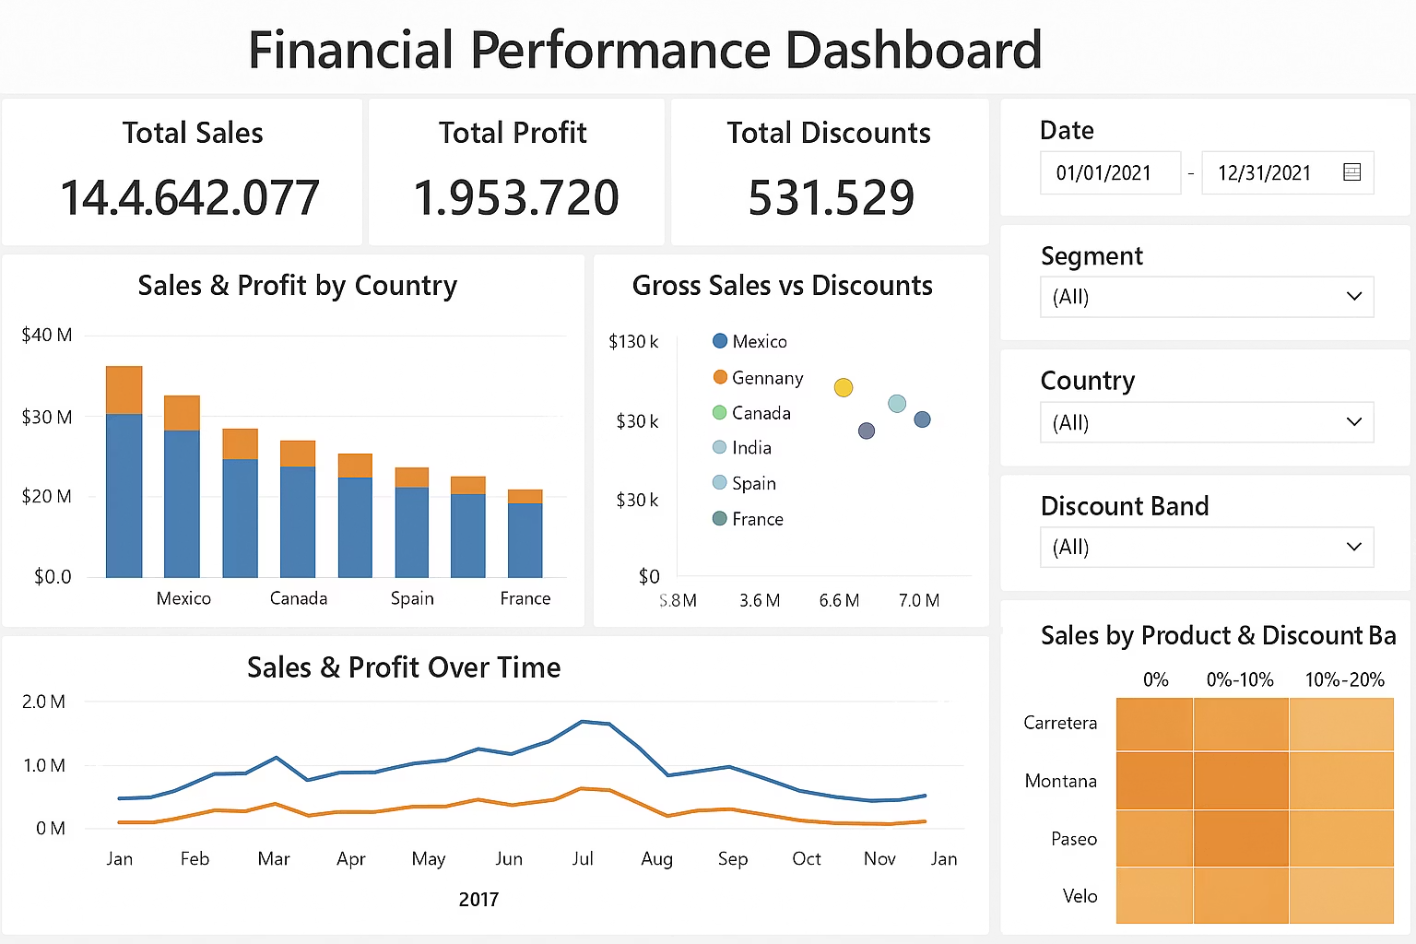 Financial Performance Dashboard
Total Sales
14.4.642.077
Total Profit
1.953.720
Total Discounts
531.529
Date
01/01/2021 - 12/31/2021
Segment
(All)
Country
(All)
Discount Band
(All)
Sales & Profit by Country
$40 M
$30 M
$20 M
$0.0
Mexico Canada Spain France
Gross Sales vs Discounts
$130 k
$30 k
$30 k
$0
Mexico
Gennany
Canada
India
Spain
France
S.8 M 3.6 M 6.6 M 7.0 M
Sales & Profit Over Time
2.0 M
1.0 M
0 M
Jan Feb Mar Apr May Jun Jul Aug Sep Oct Nov Jan
2017
Sales by Product & Discount Ba
0% 0%-10% 10%-20%
Carretera
Montana
Paseo
Velo